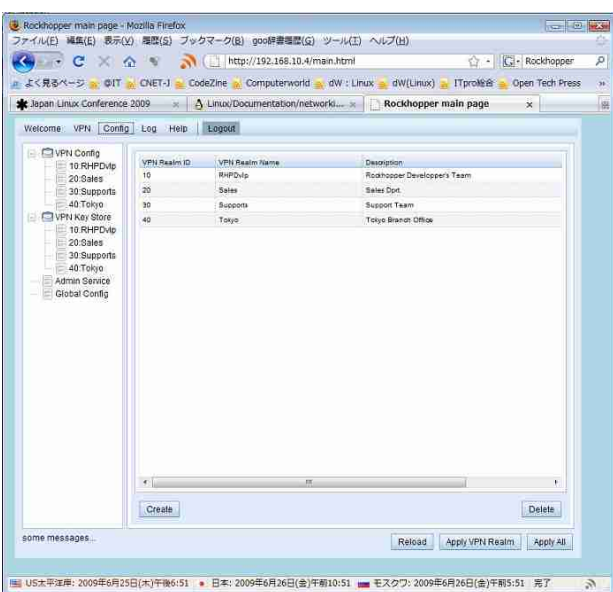 Rockhopper main page - Mozilla Firefox
ファイル(F) 編集(E) 表示(V) 履歴(S) ブックマーク(B) goo辞書履歴(G) ツール(T) ヘルプ(H)
http://192.168.10.4/main.html Rockhopper
よく見るページ @IT CNET-J CodeZine Computerworld dW : Linux dW(Linux) ITpro総合 Open Tech Press
Japan Linux Conference 2009 Linux/Documentation/networki... Rockhopper main page
Welcome VPN Config Log Help Logout
VPN Config
10:RHPDvlp
20:Sales
30:Supports
40:Tokyo
VPN Key Store
10:RHPDvlp
20:Sales
30:Supports
40:Tokyo
Admin Service
Global Config
VPN Realm ID VPN Realm Name Description
10 RHPDvlp Rockhopper Developper's Team
20 Sales Sales Dprt.
30 Supports Support Team
40 Tokyo Tokyo Branch Office
Create Delete
some messages...
Reload Apply VPN Realm Apply All
US太平洋岸: 2009年6月25日(木)午後6:51 日本: 2009年6月26日(金)午前10:51 モスクワ: 2009年6月26日(金)午前5:51 完了